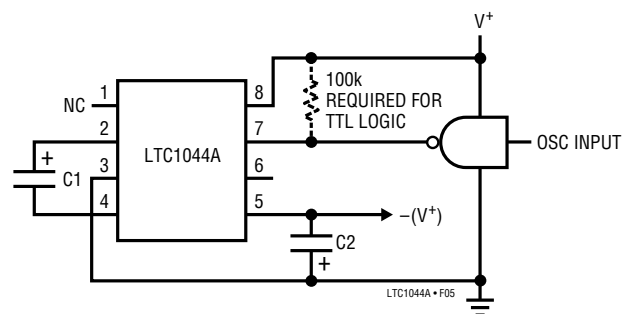 V+
NC
1
2
3
4
LTC1044A
8
7
6
5
100k
REQUIRED FOR
TTL LOGIC
OSC INPUT
+
C1
–(V+)
C2
+
LTC1044A • F05